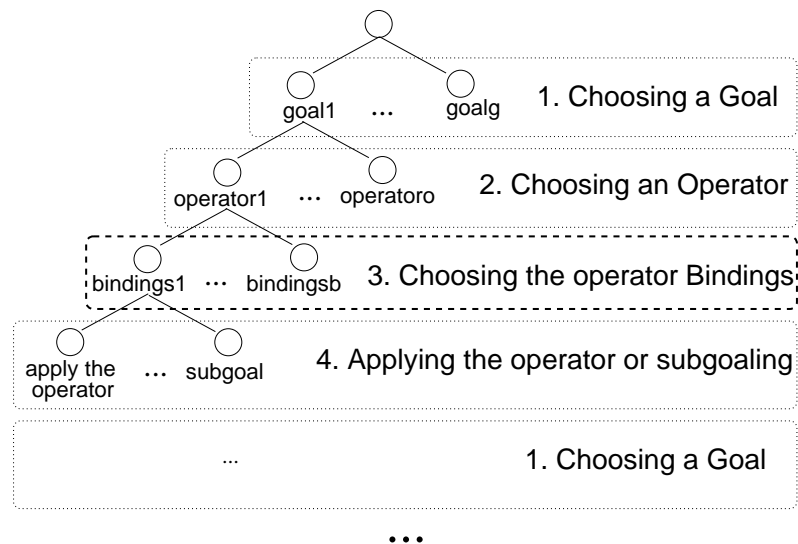 goal1 ... goalg 1. Choosing a Goal
operator1 ... operatoro 2. Choosing an Operator
bindings1 ... bindingsb 3. Choosing the operator Bindings
apply the
operator ... subgoal 4. Applying the operator or subgoaling
... 1. Choosing a Goal
...